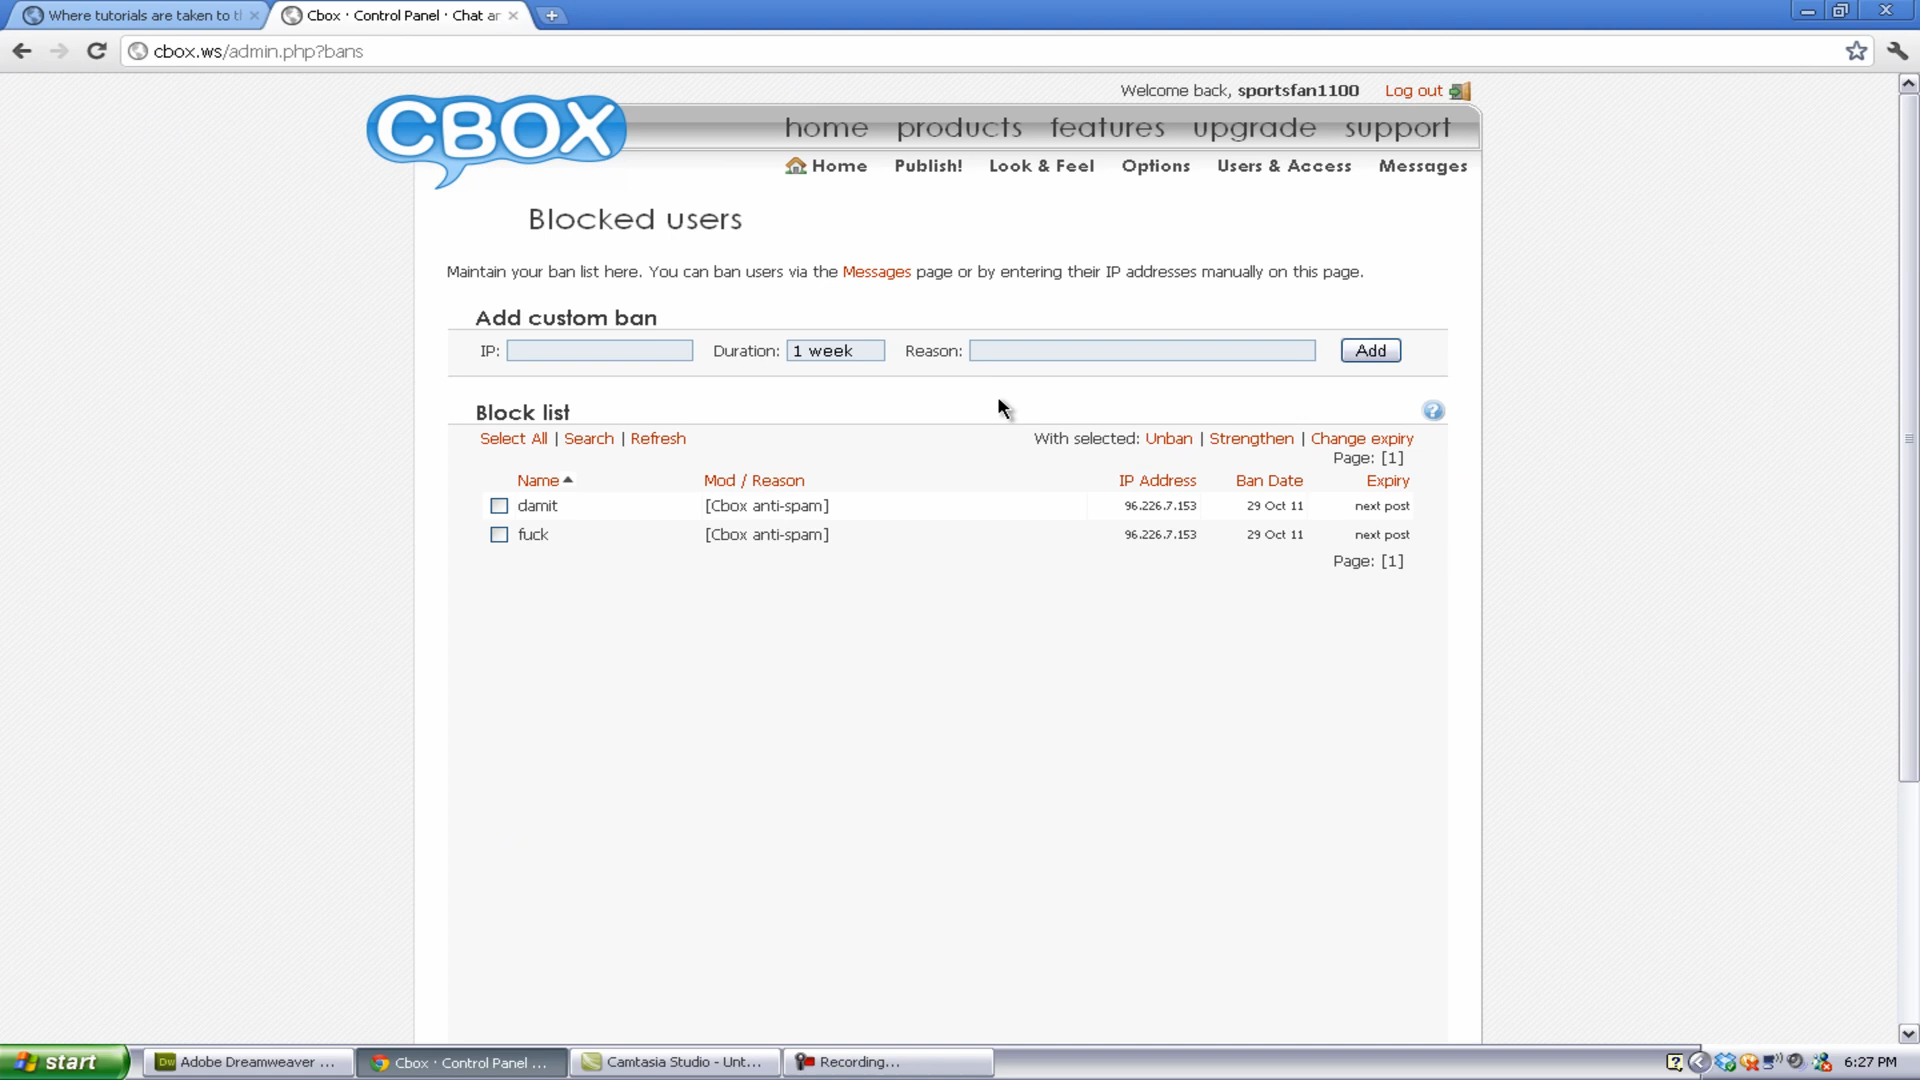 Where tutorials are taken to t
Cbox · Control Panel · Chat ar
cbox.ws/admin.php?bans
Welcome back, sportsfan1100 Log out
CBOX
home products features upgrade support
Home Publish! Look & Feel Options Users & Access Messages
Blocked users
Maintain your ban list here. You can ban users via the Messages page or by entering their IP addresses manually on this page.
Add custom ban
IP: Duration: 1 week Reason: Add
Block list
?
Select All | Search | Refresh With selected: Unban | Strengthen | Change expiry
Page: [1]
Name Mod / Reason IP Address Ban Date Expiry
damit [Cbox anti-spam] 96.226.7.153 29 Oct 11 next post
fuck [Cbox anti-spam] 96.226.7.153 29 Oct 11 next post
Page: [1]
start Dw Adobe Dreamweaver ... Cbox · Control Panel ... Camtasia Studio - Unt... Recording... ? 6:27 PM